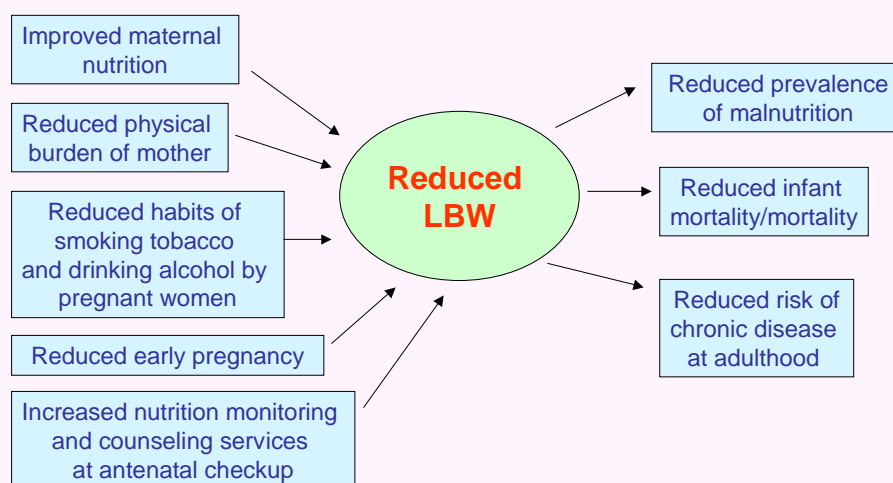 Improved maternal
nutrition
Reduced physical
burden of mother
Reduced habits of
smoking tobacco
and drinking alcohol by
pregnant women
Reduced early pregnancy
Increased nutrition monitoring
and counseling services
at antenatal checkup
Reduced
LBW
Reduced prevalence
of malnutrition
Reduced infant
mortality/mortality
Reduced risk of
chronic disease
at adulthood